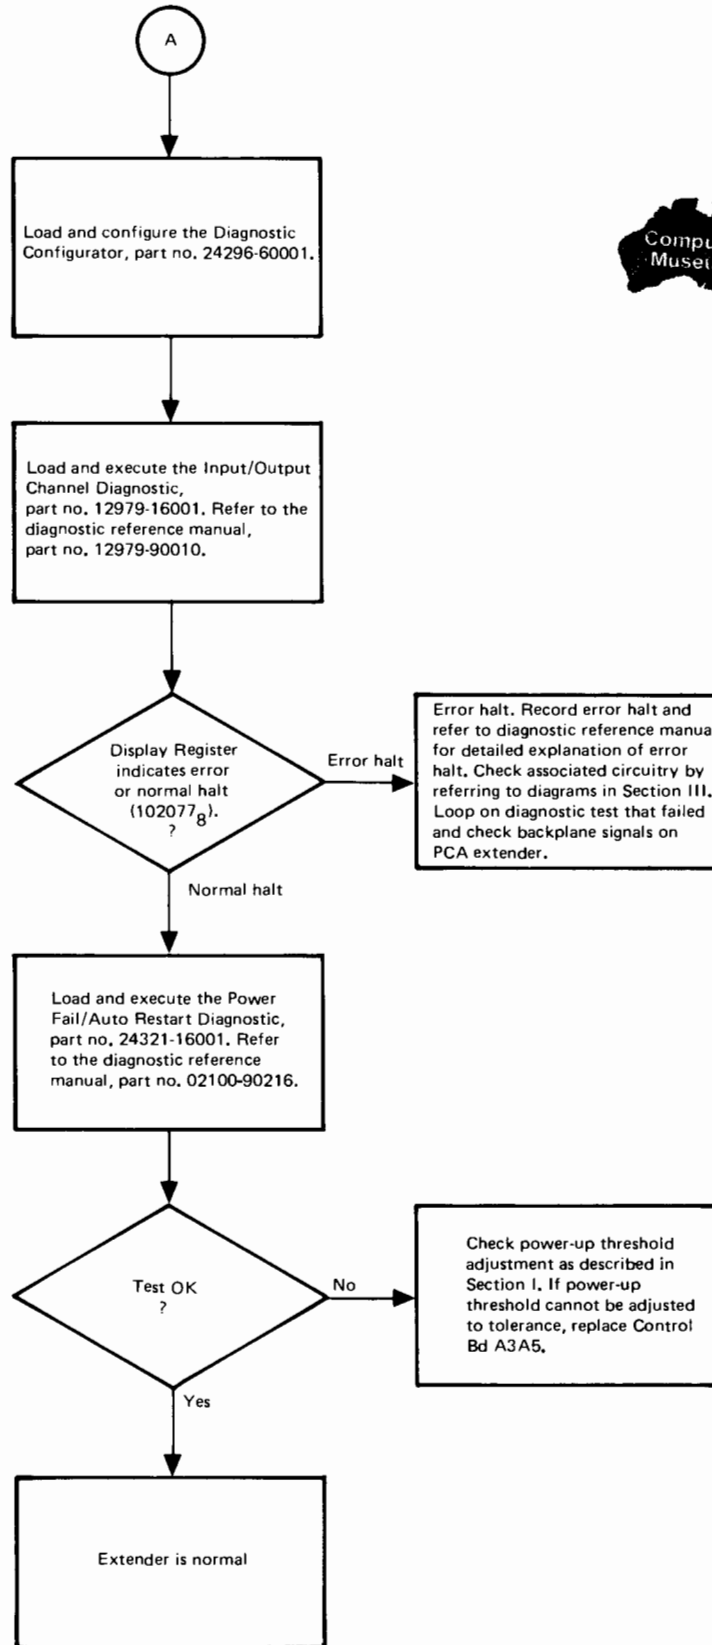 A
Load and configure the Diagnostic
Configurator, part no. 24296-60001.
Load and execute the Input/Output
Channel Diagnostic,
part no. 12979-16001. Refer to the
diagnostic reference manual,
part no. 12979-90010.
Display Register
indicates error
or normal halt
(102077₈).
?
Error halt
Error halt. Record error halt and
refer to diagnostic reference
for detailed explanation of error
halt. Check associated circuitry by
referring to diagrams in Section III.
Loop on diagnostic test that failed
and check backplane signals on
PCA extender.
Normal halt
Load and execute the Power
Fail/Auto Restart Diagnostic,
part no. 24321-16001. Refer
to the diagnostic reference
manual, part no. 02100-90216.
Test OK
?
No
Check power-up threshold
adjustment as described in
Section I. If power-up
threshold cannot be adjusted
to tolerance, replace Control
Bd A3A5.
Yes
Extender is normal